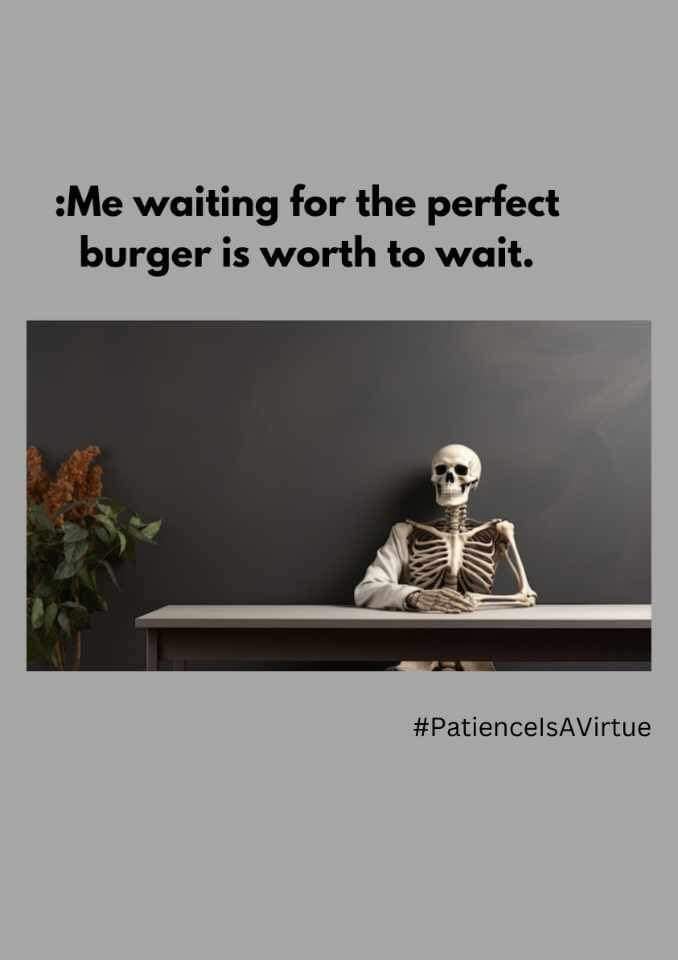 :Me waiting for the perfect
burger is worth to wait.
#PatienceIsAVirtue